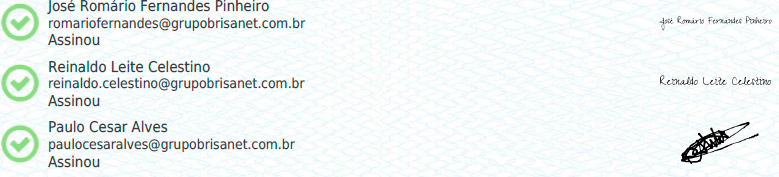 José Romário Fernandes Pinheiro
romariofernandes@grupobrisanet.com.br
Assinou
José Romário Fernandes Pinheiro
Reinaldo Leite Celestino
reinaldo.celestino@grupobrisanet.com.br
Assinou
Reinaldo Leite Celestino
Paulo Cesar Alves
paulocesaralves@grupobrisanet.com.br
Assinou